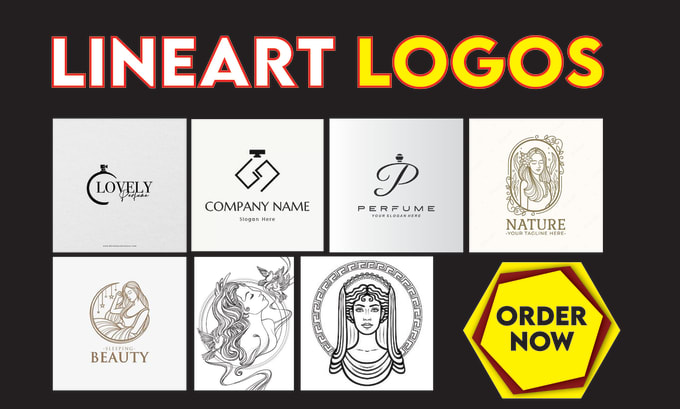 LINEART LOGOS
LOVELY
Perfume
COMPANY NAME
Slogan Here
P
PERFUME
YOUR SLOGAN HERE
NATURE
-YOUR TAGLINE HERE-
-SLEEPING-
BEAUTY
ORDER
NOW